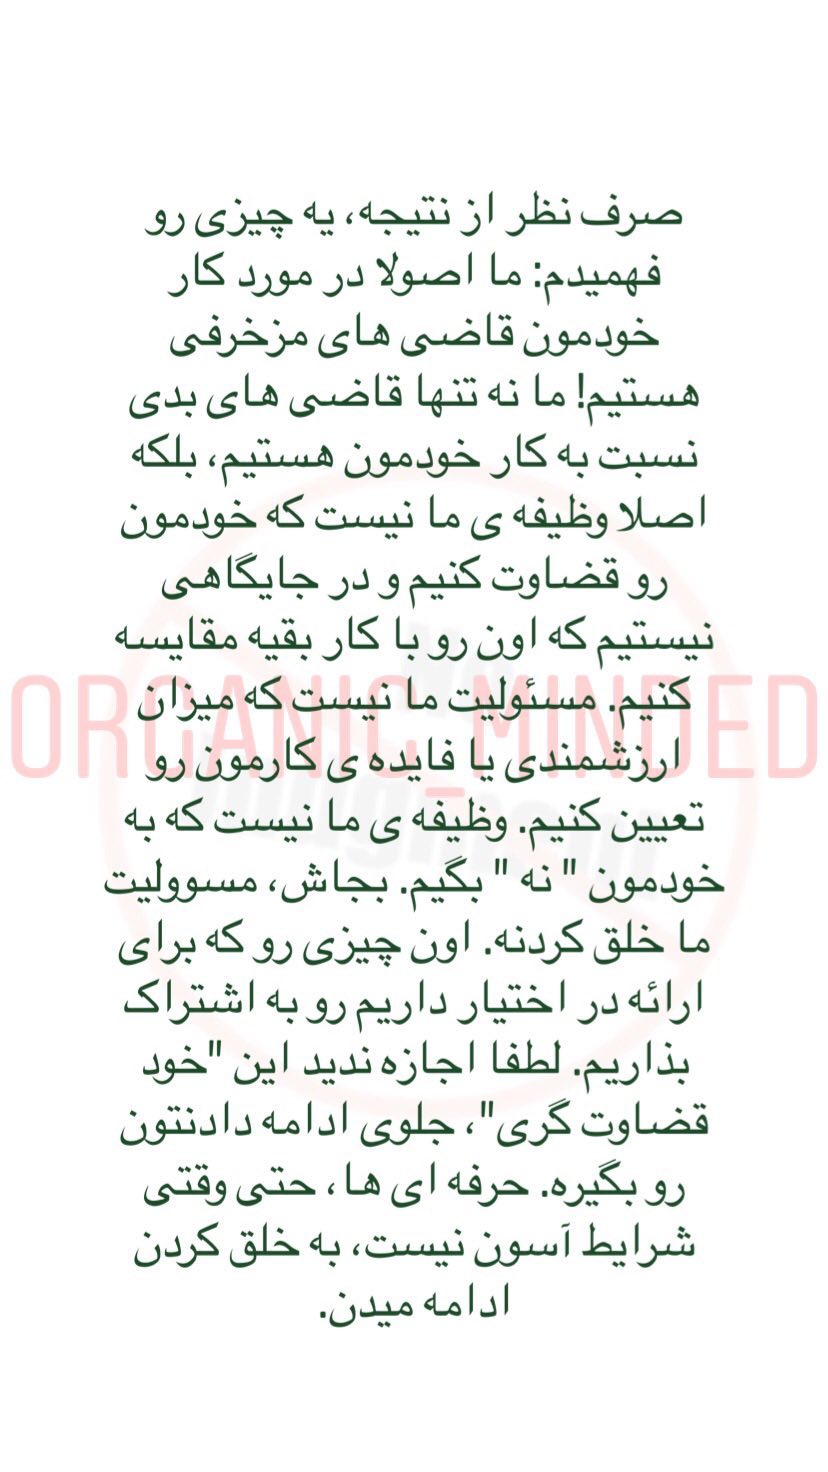 صرف نظر از نتیجه، یه چیزی رو
فهمیدم: ما اصولا در مورد کار
خودمون قاضی های مزخرفی
هستیم! ما نه تنها قاضی های بدی
نسبت به کار خودمون هستیم، بلکه
اصلا وظیفه ی ما نیست که خودمون
رو قضاوت کنیم و در جایگاهی
نیستیم که اون رو با کار بقیه مقایسه
کنیم. مسئولیت ما نیست که میزان
ORGANIC_MINDED
ارزشمندی یا فایده ی کارمون رو
تعیین کنیم. وظیفه ی ما نیست که به
خودمون " نه " بگیم. بجاش، مسوولیت
ما خلق کردنه. اون چیزی رو که برای
ارائه در اختیار داریم رو به اشتراک
بذاریم. لطفا اجازه ندید این "خود
قضاوت گری"، جلوی ادامه دادنتون
رو بگیره. حرفه ای ها، حتی وقتی
شرایط آسون نیست، به خلق کردن
ادامه میدن.